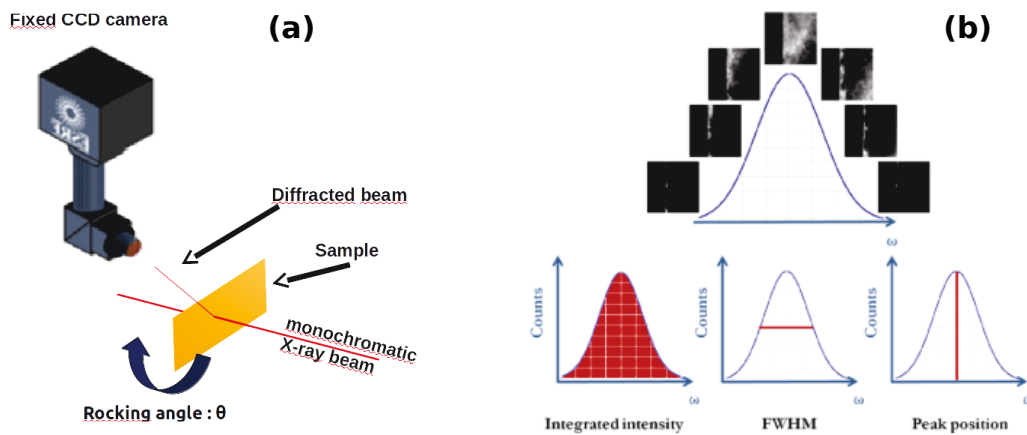 Fixed CCD camera
(a)
Diffracted beam
Sample
monochromatic
X-ray beam
Rocking angle : θ
(b)
ω
Counts
ω
Integrated intensity
Counts
ω
FWHM
Counts
ω
Peak position